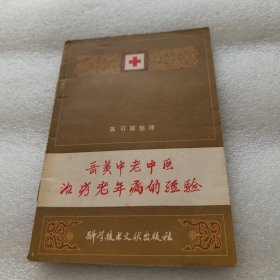 陈可冀整理
岳美中老中医
治疗老年病的经验
科学技术文献出版社